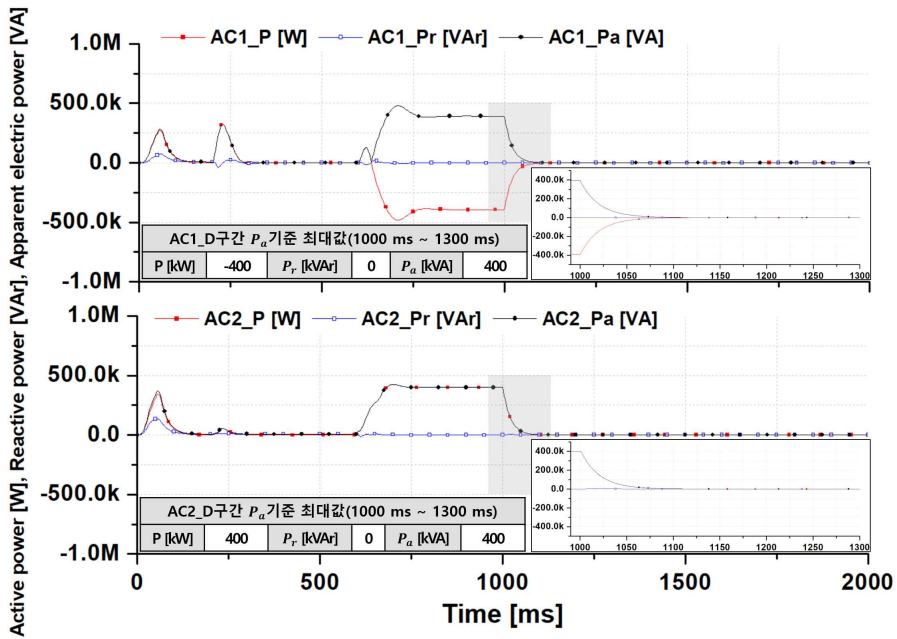 Active power [W], Reactive power [VAr], Apparent electric power [VA]
AC1_P [W] AC1_Pr [VAr] AC1_Pa [VA]
1.0M
500.0k
0.0
-500.0k
-1.0M
400.0k
200.0k
0.0
-200.0k
-400.0k
1000 1050 1100 1150 1200 1250 1300
AC1_D구간 Pa기준 최대값(1000 ms ~ 1300 ms)
P [kW] -400 Pr [kVAr] 0 Pa [kVA] 400
AC2_P [W] AC2_Pr [VAr] AC2_Pa [VA]
1.0M
500.0k
0.0
-500.0k
-1.0M
400.0k
200.0k
0.0
-200.0k
-400.0k
1000 1050 1100 1150 1200 1250 1300
AC2_D구간 Pa기준 최대값(1000 ms ~ 1300 ms)
P [kW] 400 Pr [kVAr] 0 Pa [kVA] 400
0 500 1000 1500 2000
Time [ms]